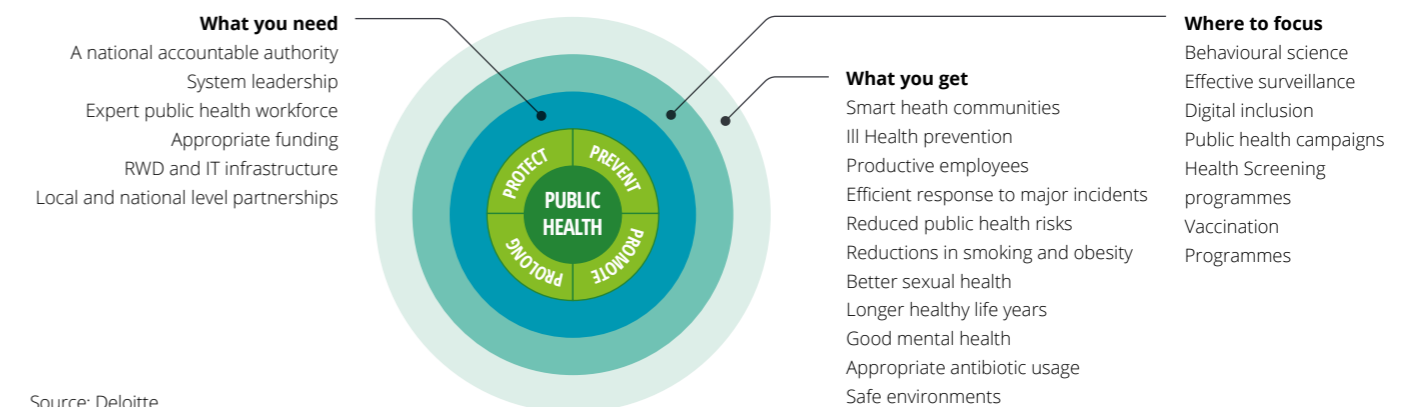 What you need
A national accountable authority
System leadership
Expert public health workforce
Appropriate funding
RWD and IT infrastructure
Local and national level partnerships
PROTECT
PREVENT
PUBLIC
HEALTH
PROLONG
PROMOTE
What you get
Smart heath communities
Ill Health prevention
Productive employees
Efficient response to major incidents
Reduced public health risks
Reductions in smoking and obesity
Better sexual health
Longer healthy life years
Good mental health
Appropriate antibiotic usage
Safe environments
Where to focus
Behavioural science
Effective surveillance
Digital inclusion
Public health campaigns
Health Screening
programmes
Vaccination
Programmes
Source: Deloitte